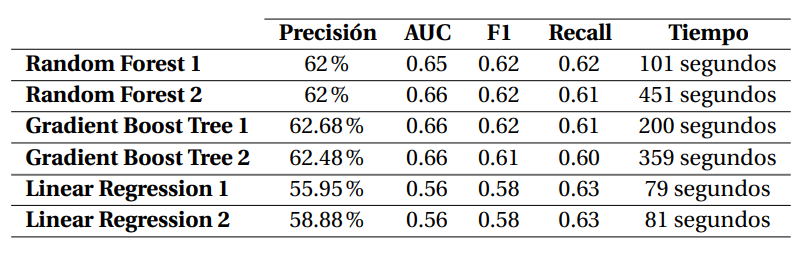 Precisión AUC F1 Recall Tiempo
Random Forest 1 62% 0.65 0.62 0.62 101 segundos
Random Forest 2 62% 0.66 0.62 0.61 451 segundos
Gradient Boost Tree 1 62.68% 0.66 0.62 0.61 200 segundos
Gradient Boost Tree 2 62.48% 0.66 0.61 0.60 359 segundos
Linear Regression 1 55.95% 0.56 0.58 0.63 79 segundos
Linear Regression 2 58.88% 0.56 0.58 0.63 81 segundos